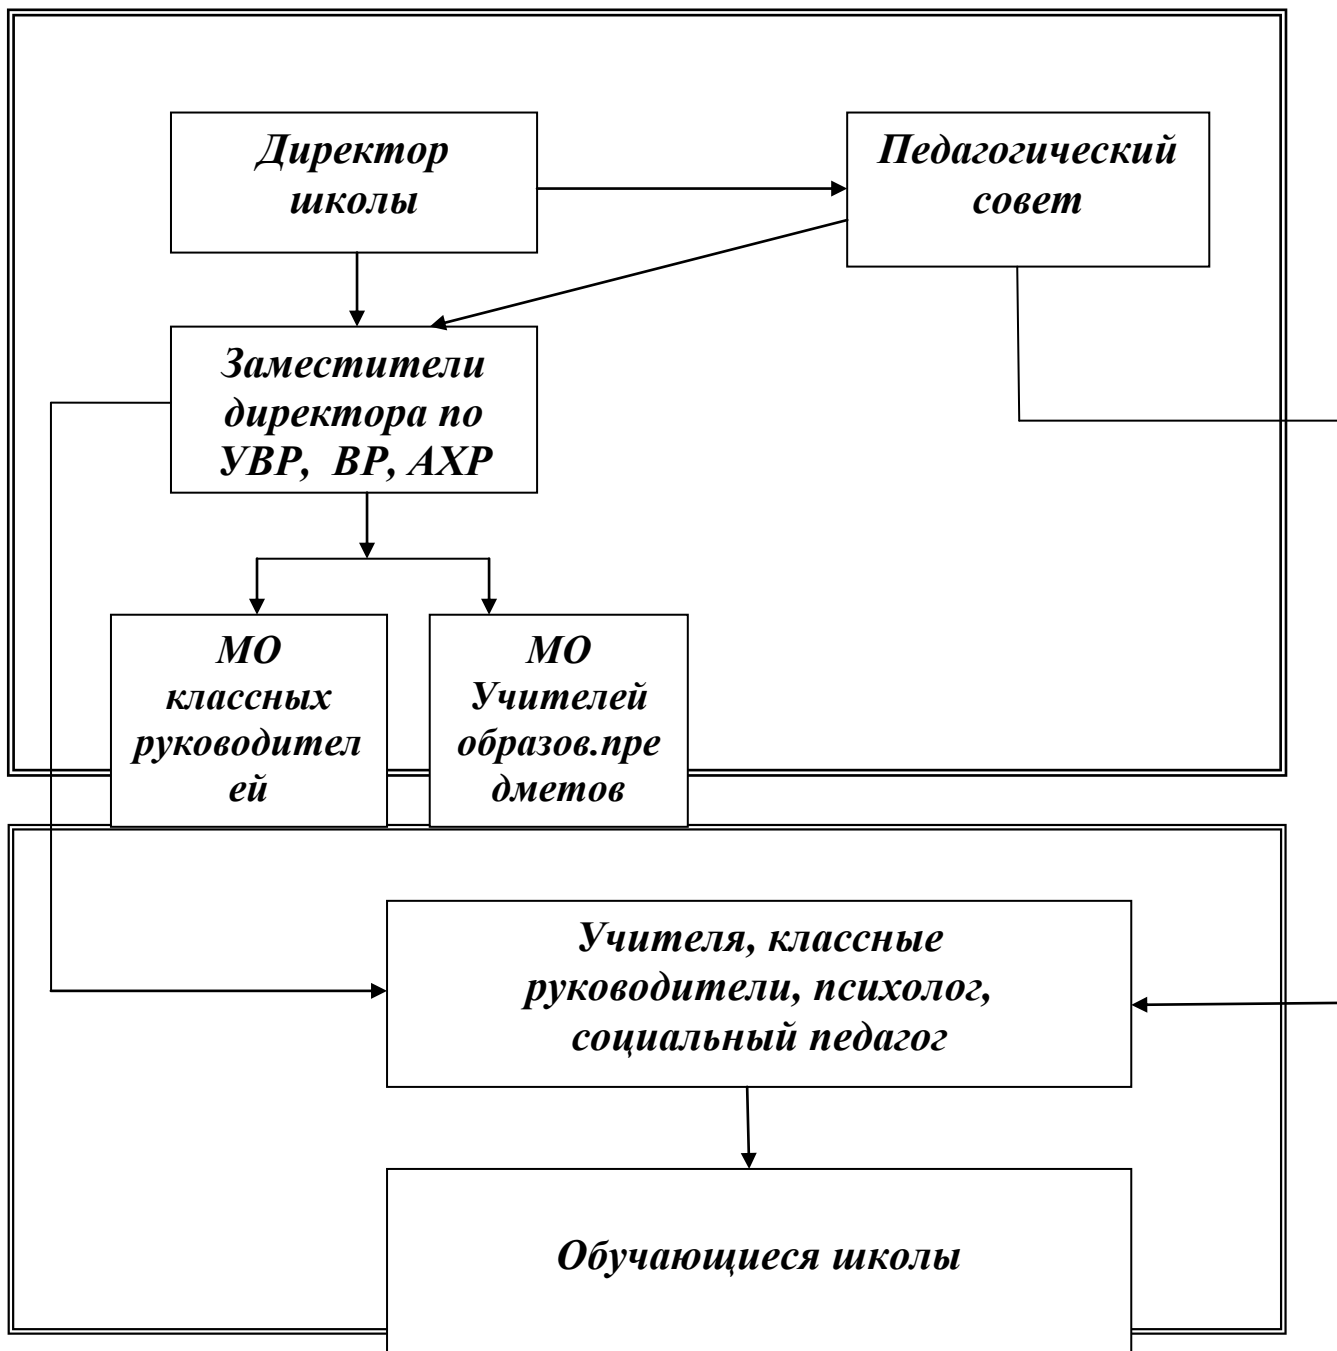 Директор
школы
Педагогический
совет
Заместители
директора по
УВР,  ВР, АХР
МО
классных
руководител
ей
МО
Учителей
образов.пре
дметов
Учителя, классные
руководители, психолог,
социальный педагог
Обучающиеся школы